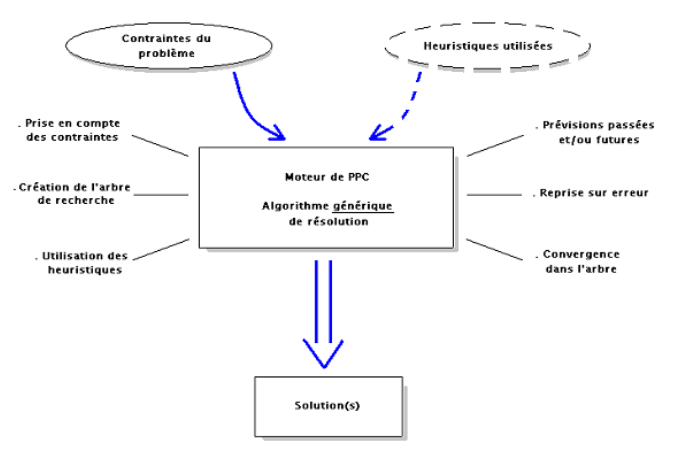 Contraintes du
problème
Heuristiques utilisées
. Prise en compte
des contraintes
. Prévisions passées
et/ou futures
Moteur de PPC
.Création de l'arbre
de recherche
Algorithme générique
de résolution
. Reprise sur erreur
. Utilisation des
heuristiques
. Convergence
dans l'arbre
Solution(s)